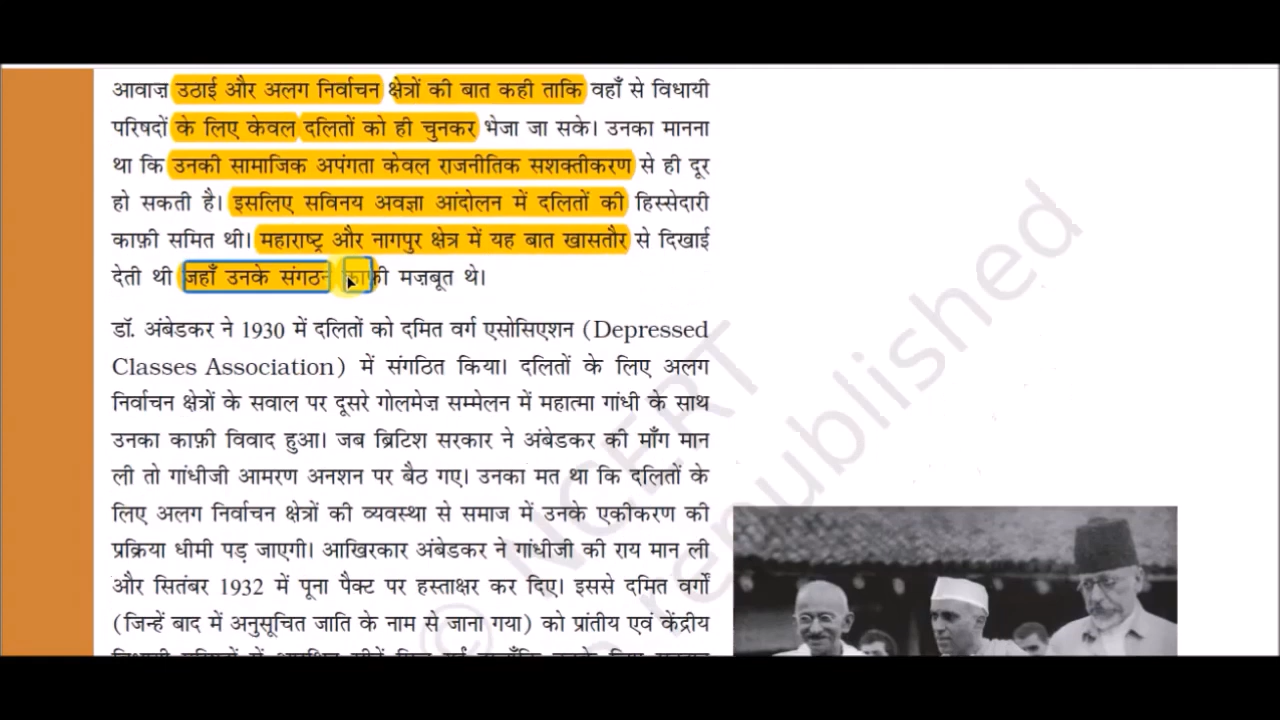 आवाज़ उठाई और अलग निर्वाचन क्षेत्रों की बात कही ताकि वहाँ से विधायी
परिषदों के लिए केवल दलितों को ही चुनकर भेजा जा सके। उनका मानना
था कि उनकी सामाजिक अपंगता केवल राजनीतिक सशक्तीकरण से ही दूर
हो सकती है। इसलिए सविनय अवज्ञा आंदोलन में दलितों की हिस्सेदारी
काफ़ी समित थी। महाराष्ट्र और नागपुर क्षेत्र में यह बात खासतौर से दिखाई
देती थी जहाँ उनके संगठन काफ़ी मज़बूत थे।
डॉ. अंबेडकर ने 1930 में दलितों को दमित वर्ग एसोसिएशन (Depressed
Classes Association) में संगठित किया। दलितों के लिए अलग
निर्वाचन क्षेत्रों के सवाल पर दूसरे गोलमेज़ सम्मेलन में महात्मा गांधी के साथ
उनका काफ़ी विवाद हुआ। जब ब्रिटिश सरकार ने अंबेडकर की माँग मान
ली तो गांधीजी आमरण अनशन पर बैठ गए। उनका मत था कि दलितों के
लिए अलग निर्वाचन क्षेत्रों की व्यवस्था से समाज में उनके एकीकरण की
प्रक्रिया धीमी पड़ जाएगी। आखिरकार अंबेडकर ने गांधीजी की राय मान ली
और सितंबर 1932 में पूना पैक्ट पर हस्ताक्षर कर दिए। इससे दमित वर्गों
(जिन्हें बाद में अनुसूचित जाति के नाम से जाना गया) को प्रांतीय एवं केंद्रीय
© NCERT
republished